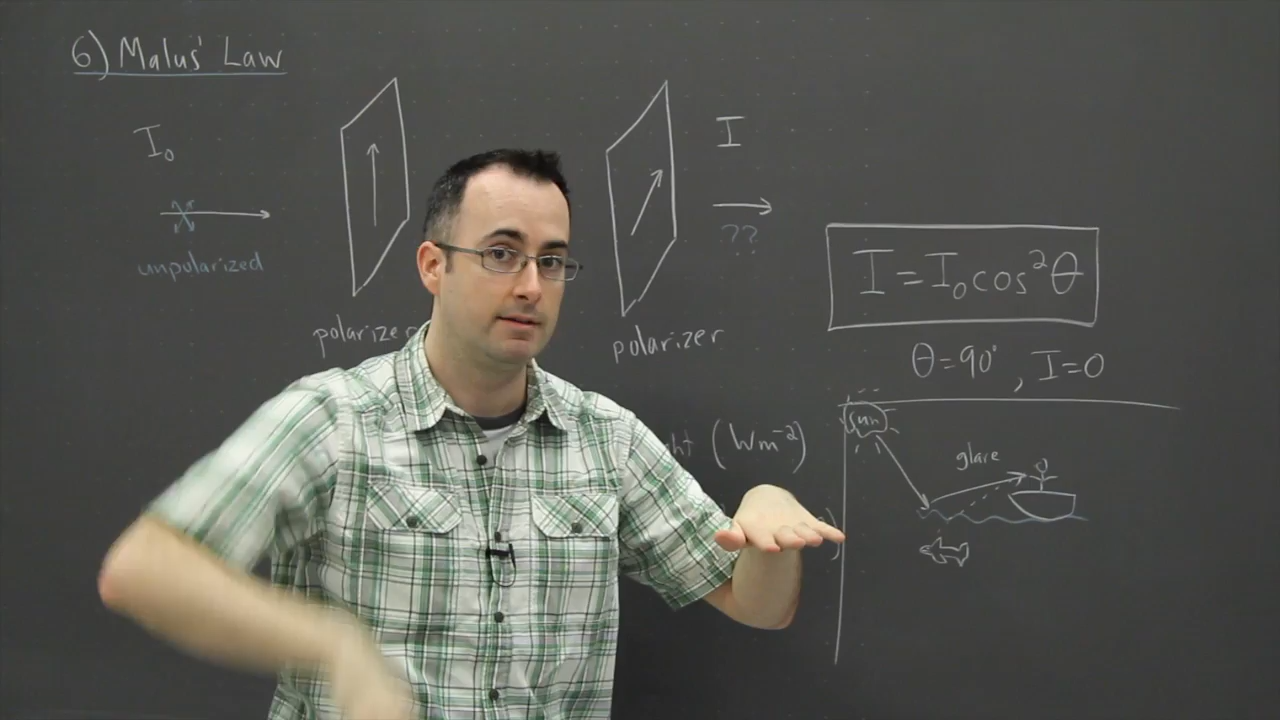 6) Malus' Law
I₀
I
unpolarized
??
polarizer
polarizer
I = I₀cos²θ
θ=90°, I=0
(Wm⁻²)
sun
glare